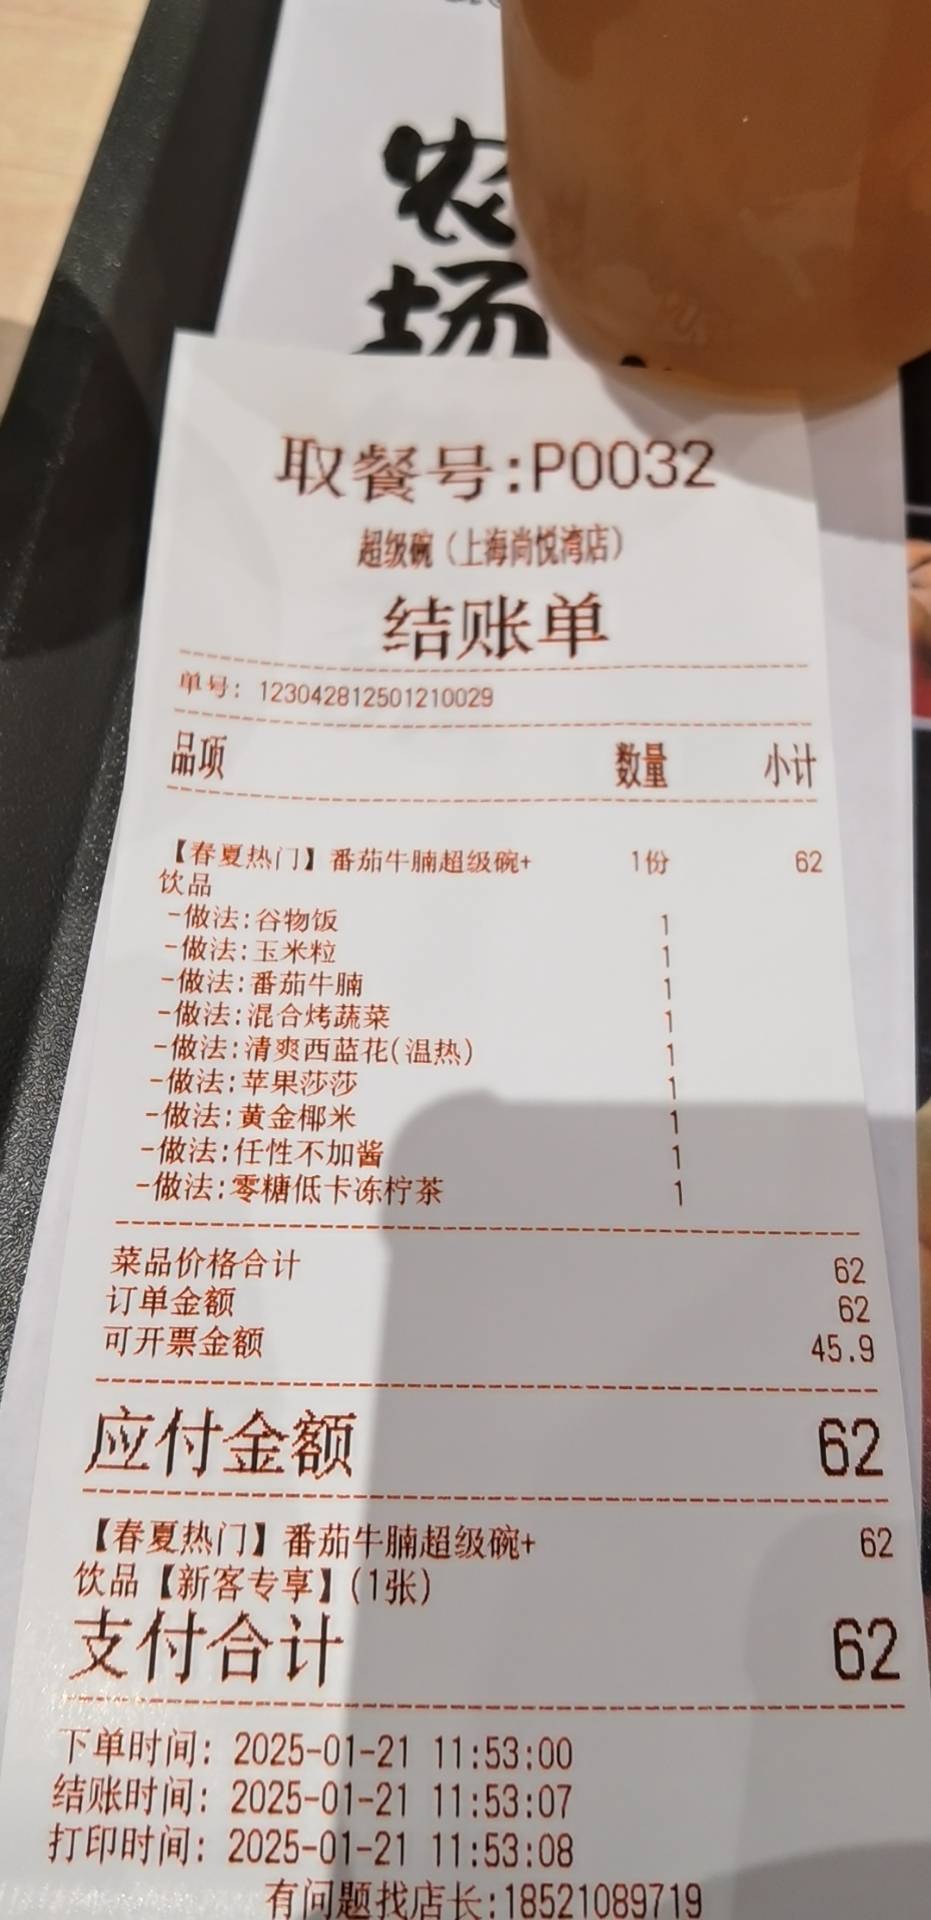 农
场
取餐号:P0032
超级碗（上海尚悦湾店）
结账单
单号: 123042812501210029
品项 数量 小计
【春夏热门】番茄牛腩超级碗+ 1份 62
饮品
-做法:谷物饭 1
-做法:玉米粒 1
-做法:番茄牛腩 1
-做法:混合烤蔬菜 1
-做法:清爽西蓝花(温热) 1
-做法:苹果莎莎 1
-做法:黄金椰米 1
-做法:任性不加酱 1
-做法:零糖低卡冻柠茶 1
菜品价格合计 62
订单金额 62
可开票金额 45.9
应付金额 62
【春夏热门】番茄牛腩超级碗+ 62
饮品【新客专享】(1张)
支付合计 62
下单时间: 2025-01-21 11:53:00
结账时间: 2025-01-21 11:53:07
打印时间: 2025-01-21 11:53:08
有问题找店长:18521089719